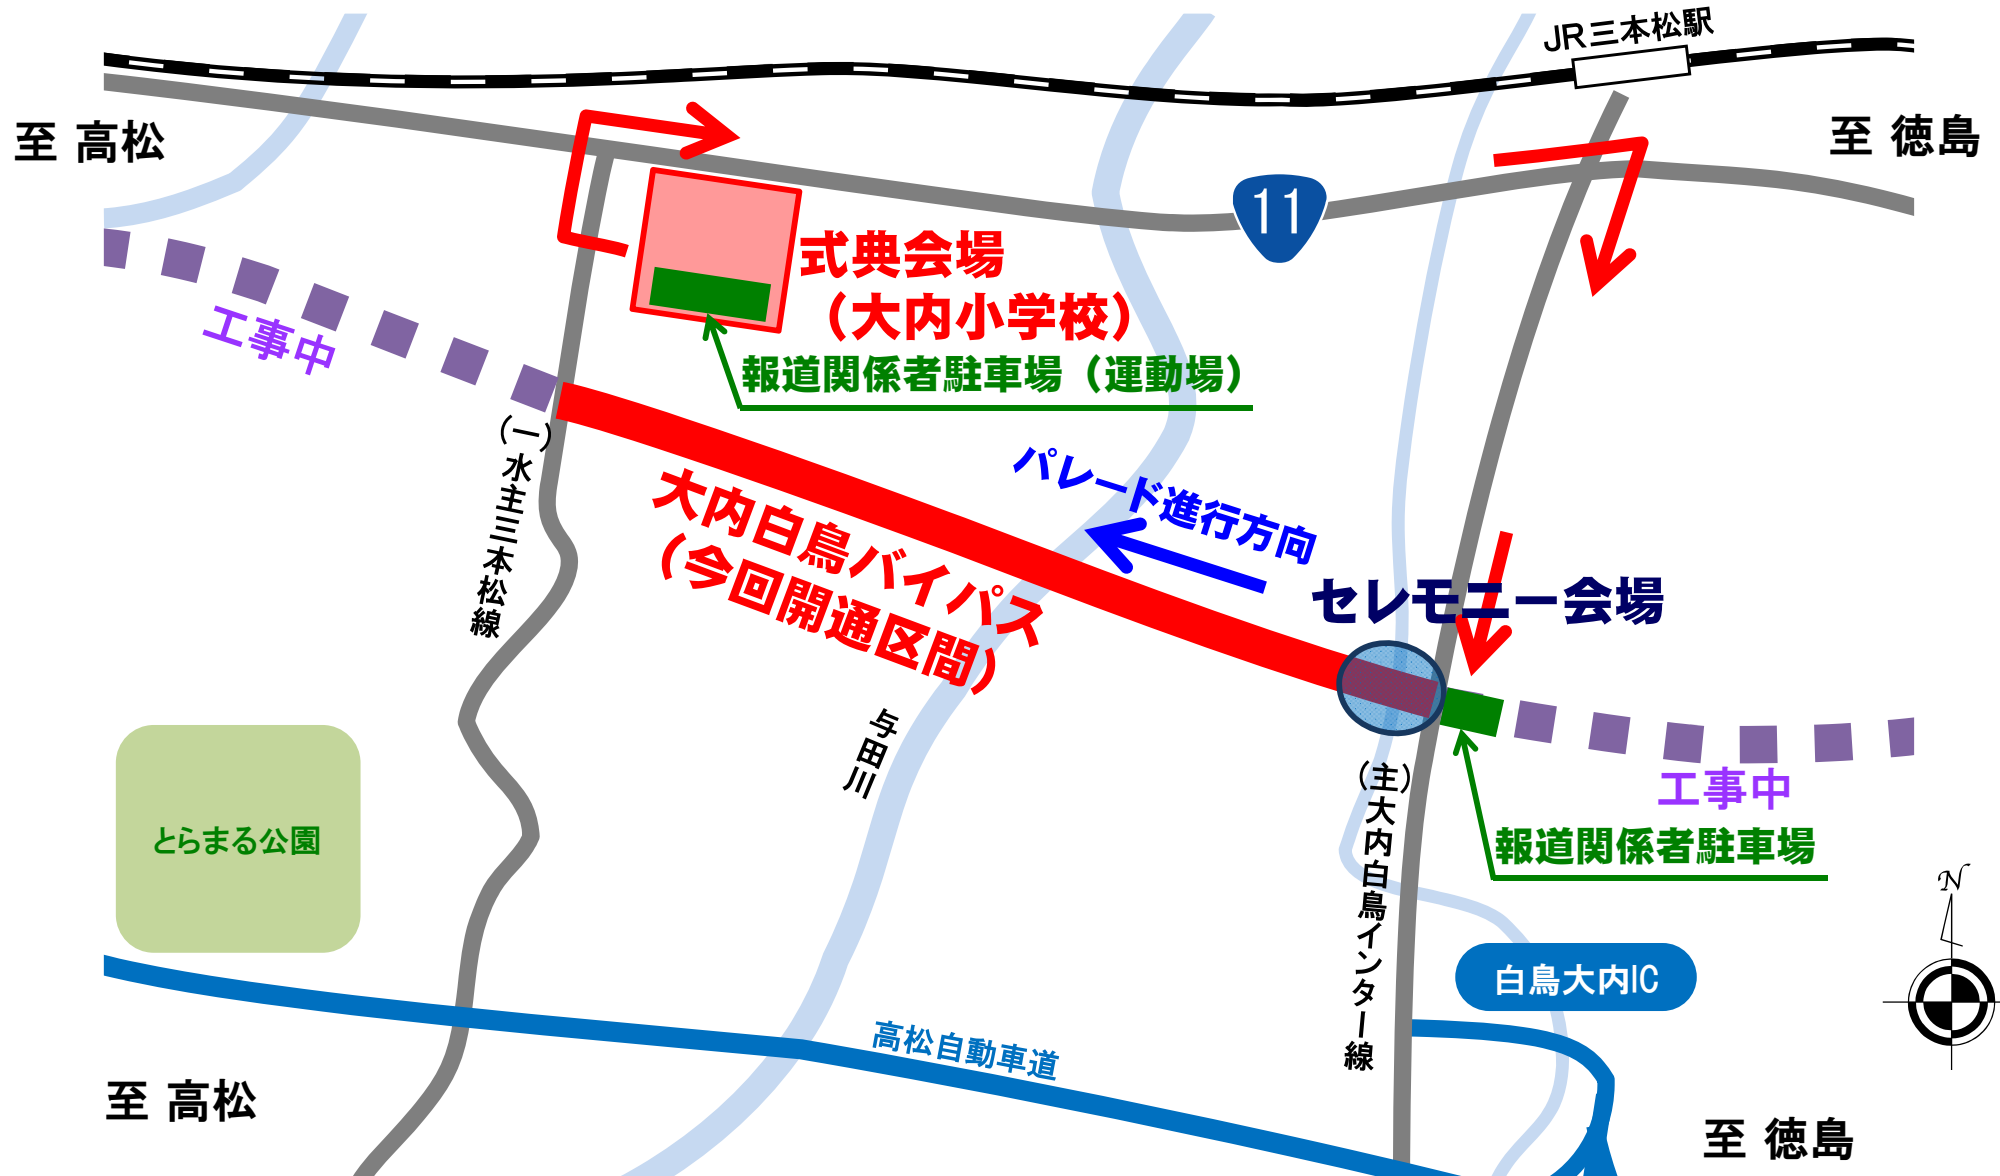 JR三本松駅
至 高松
至 徳島
11
式典会場
（大内小学校）
工事中
報道関係者駐車場（運動場）
（一）水主三本松線
パレード進行方向
大内白鳥バイパス
（今回開通区間）
セレモニー会場
与田川
（主）大内白鳥インター線
工事中
報道関係者駐車場
とらまる公園
N
白鳥大内IC
高松自動車道
至 高松
至 徳島